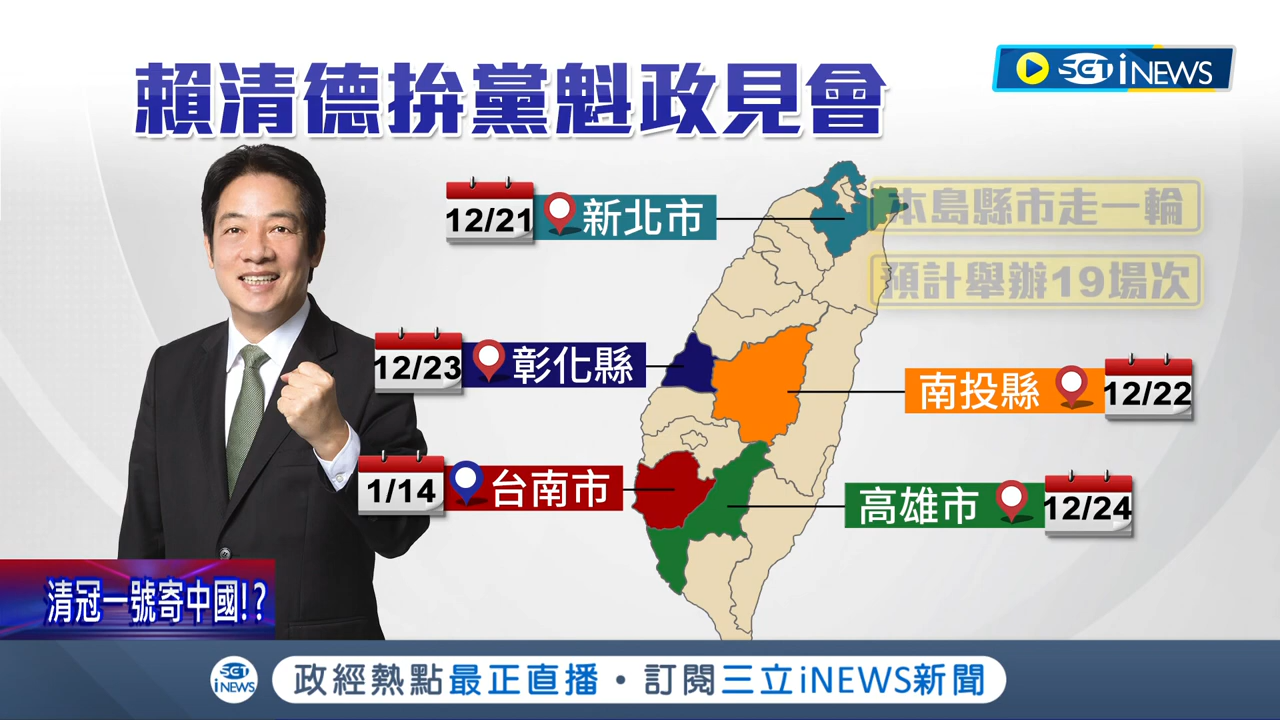 賴清德拚黨魁政見會
SET iNEWS
12/21 新北市
本島縣市走一輪
預計舉辦19場次
12/23 彰化縣
南投縣 12/22
1/14 台南市
高雄市 12/24
清冠一號寄中國!?
SET iNEWS
政經熱點最正直播・訂閱三立iNEWS新聞